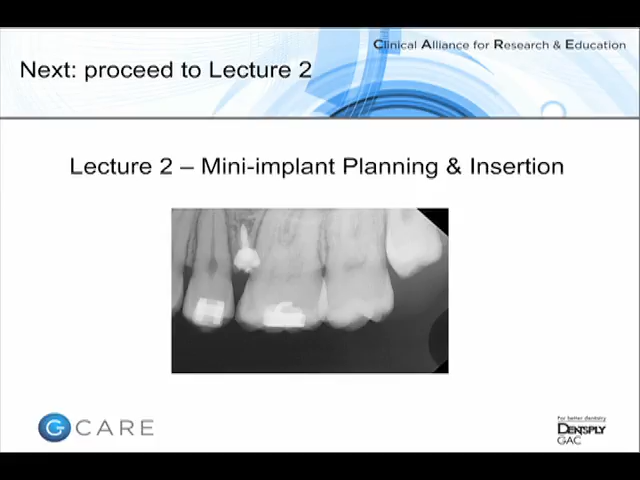 Clinical Alliance for Research & Education
Next: proceed to Lecture 2
Lecture 2 – Mini-implant Planning & Insertion
G CARE
For better dentistry
DENTSPLY
GAC